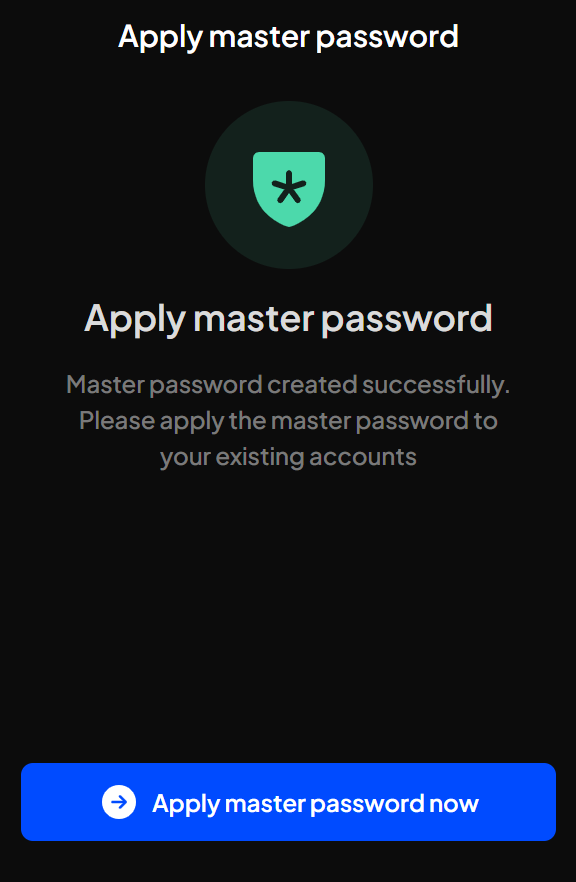 Apply master password
Apply master password
Master password created successfully.
Please apply the master password to
your existing accounts
Apply master password now